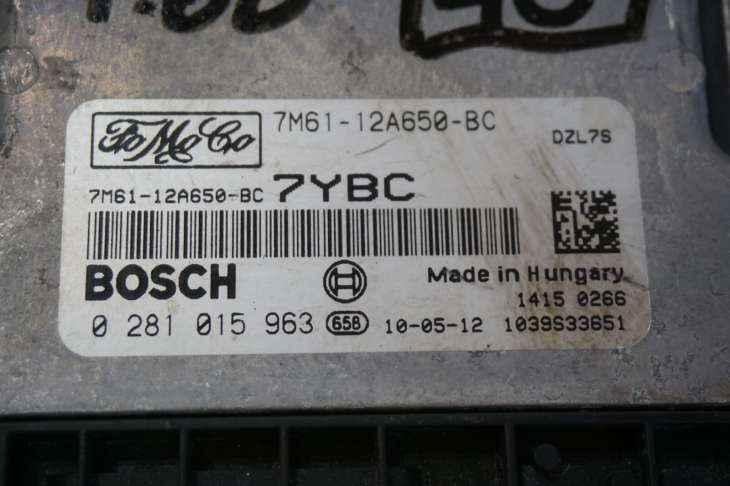 FoMoCo 7M61-12A650-BC
DZL7S
7M61-12A650-BC 7YBC
BOSCH
Made in Hungary
1415 0266
0 281 015 963 658 10-05-12 1039S33651